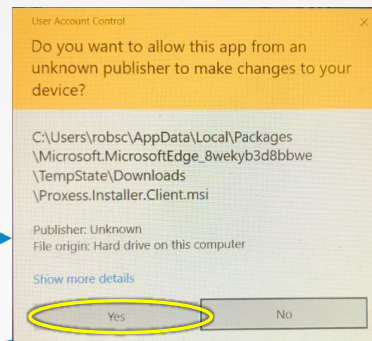 User Account Control
Do you want to allow this app from an
unknown publisher to make changes to your
device?
C:\Users\robsc\AppData\Local\Packages
\Microsoft.MicrosoftEdge_8wekyb3d8bbwe
\TempState\Downloads
\Proxess.Installer.Client.msi
Publisher: Unknown
File origin: Hard drive on this computer
Show more details
Yes No